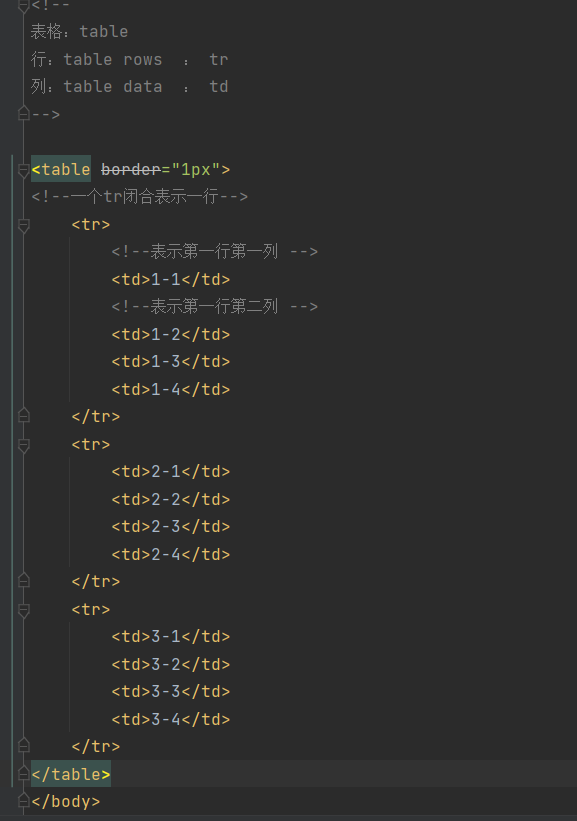 <!--
表格：table
行：table rows ： tr
列：table data ： td
-->
<table border="1px">
<!--一个tr闭合表示一行-->
<tr>
<!--表示第一行第一列 -->
<td>1-1</td>
<!--表示第一行第二列 -->
<td>1-2</td>
<td>1-3</td>
<td>1-4</td>
</tr>
<tr>
<td>2-1</td>
<td>2-2</td>
<td>2-3</td>
<td>2-4</td>
</tr>
<tr>
<td>3-1</td>
<td>3-2</td>
<td>3-3</td>
<td>3-4</td>
</tr>
</table>
</body>